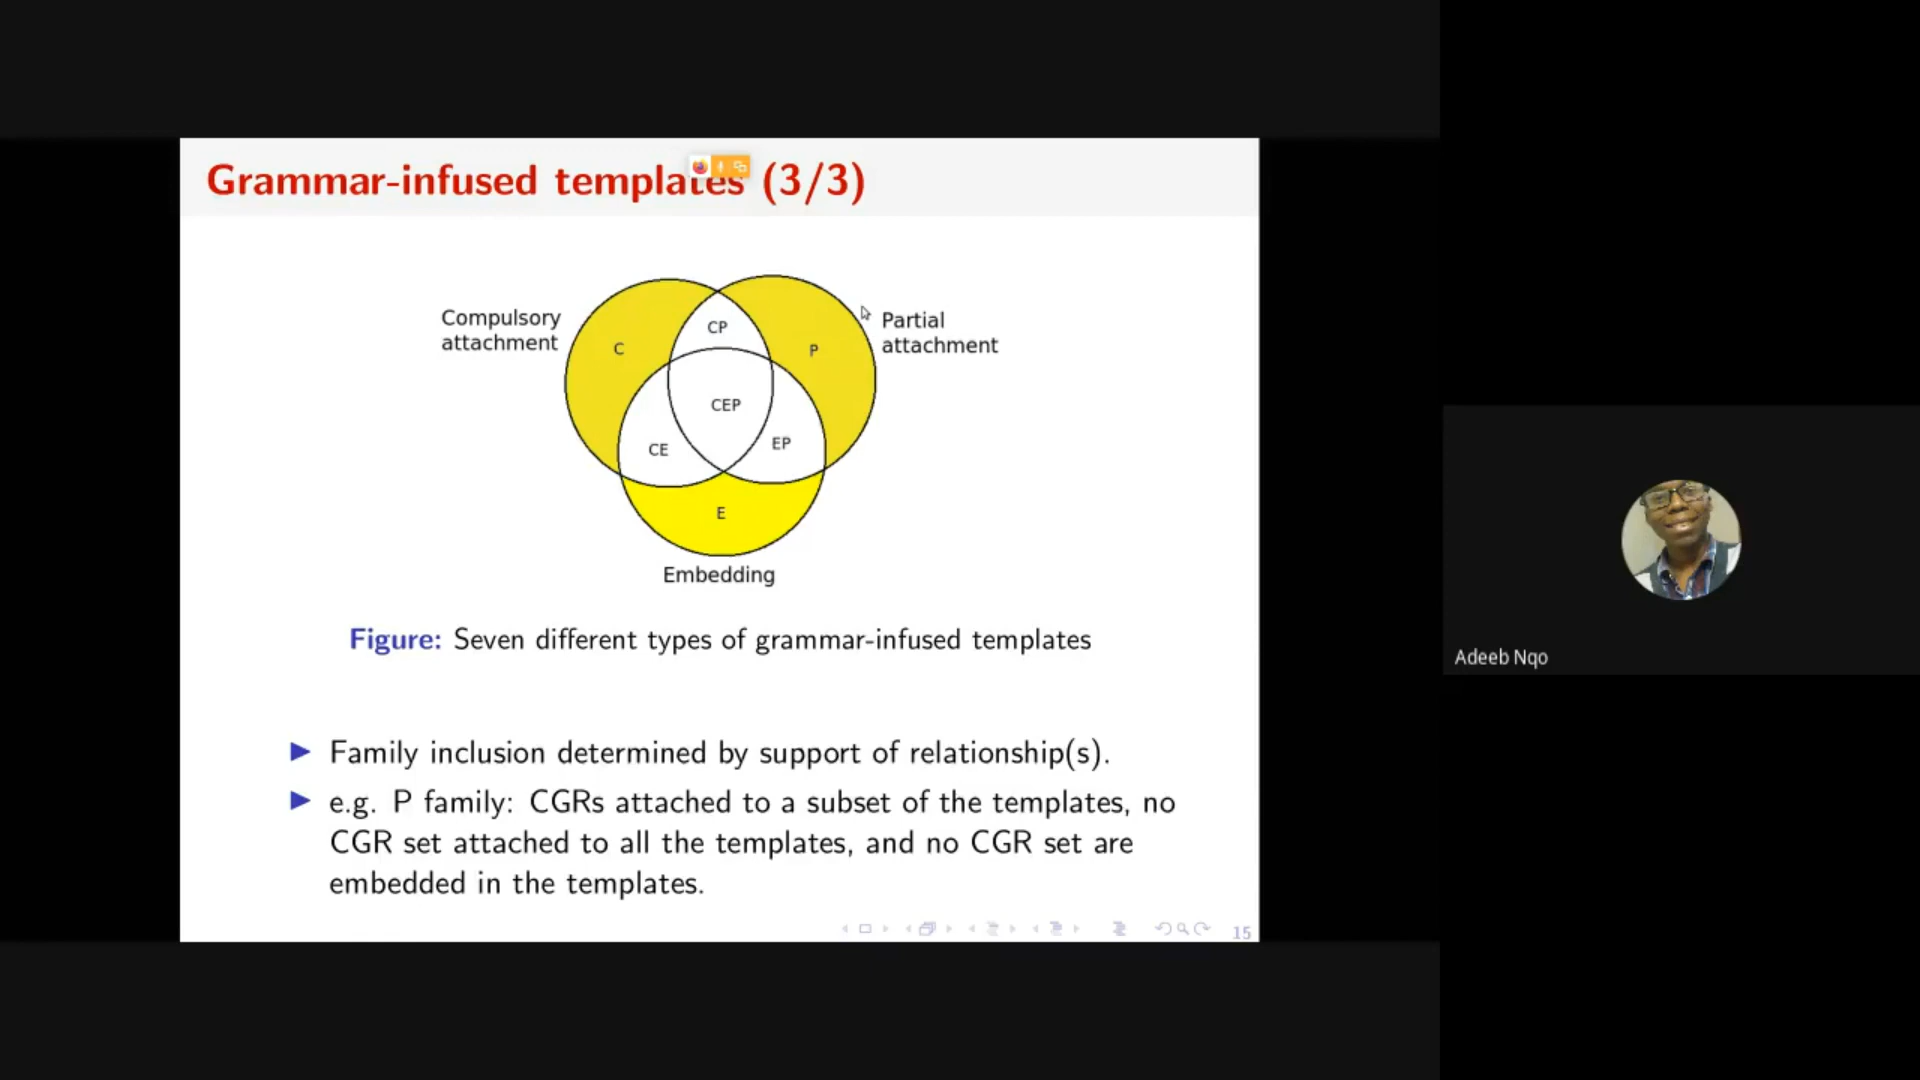 Grammar-infused templates (3/3)
Compulsory
attachment
Partial
attachment
C
CP
P
CEP
CE
EP
E
Embedding
Figure: Seven different types of grammar-infused templates
Family inclusion determined by support of relationship(s).
e.g. P family: CGRs attached to a subset of the templates, no
CGR set attached to all the templates, and no CGR set are
embedded in the templates.
15
Adeeb Nqo